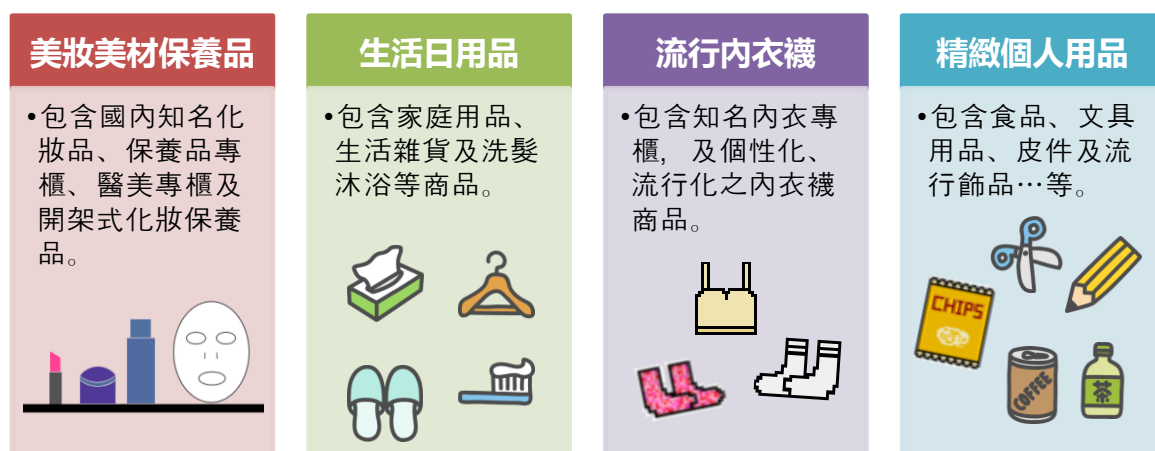 美妝美材保養品
•包含國內知名化
妝品、保養品專
櫃、醫美專櫃及
開架式化妝保養
品。
生活日用品
•包含家庭用品、
生活雜貨及洗髮
沐浴等商品。
流行內衣襪
•包含知名內衣專
櫃, 及個性化、
流行化之內衣襪
商品。
精緻個人用品
•包含食品、文具
用品、皮件及流
行飾品…等。
CHIPS
COFFEE
茶